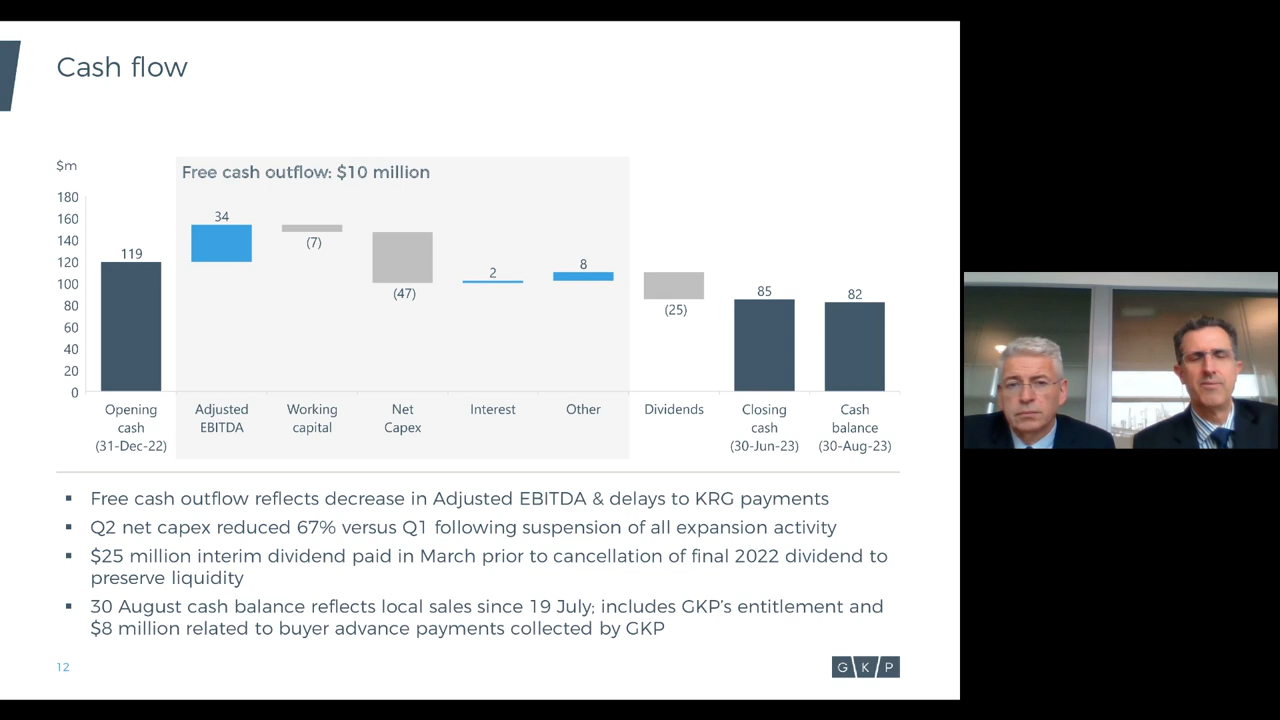 Cash flow
$m
Free cash outflow: $10 million
180
160
140
120
100
80
60
40
20
0
119
34
(7)
(47)
2
8
(25)
85
82
Opening
cash
(31-Dec-22)
Adjusted
EBITDA
Working
capital
Net
Capex
Interest
Other
Dividends
Closing
cash
(30-Jun-23)
Cash
balance
(30-Aug-23)
▪ Free cash outflow reflects decrease in Adjusted EBITDA & delays to KRG payments
▪ Q2 net capex reduced 67% versus Q1 following suspension of all expansion activity
▪ $25 million interim dividend paid in March prior to cancellation of final 2022 dividend to
preserve liquidity
▪ 30 August cash balance reflects local sales since 19 July; includes GKP's entitlement and
$8 million related to buyer advance payments collected by GKP
12
G K P